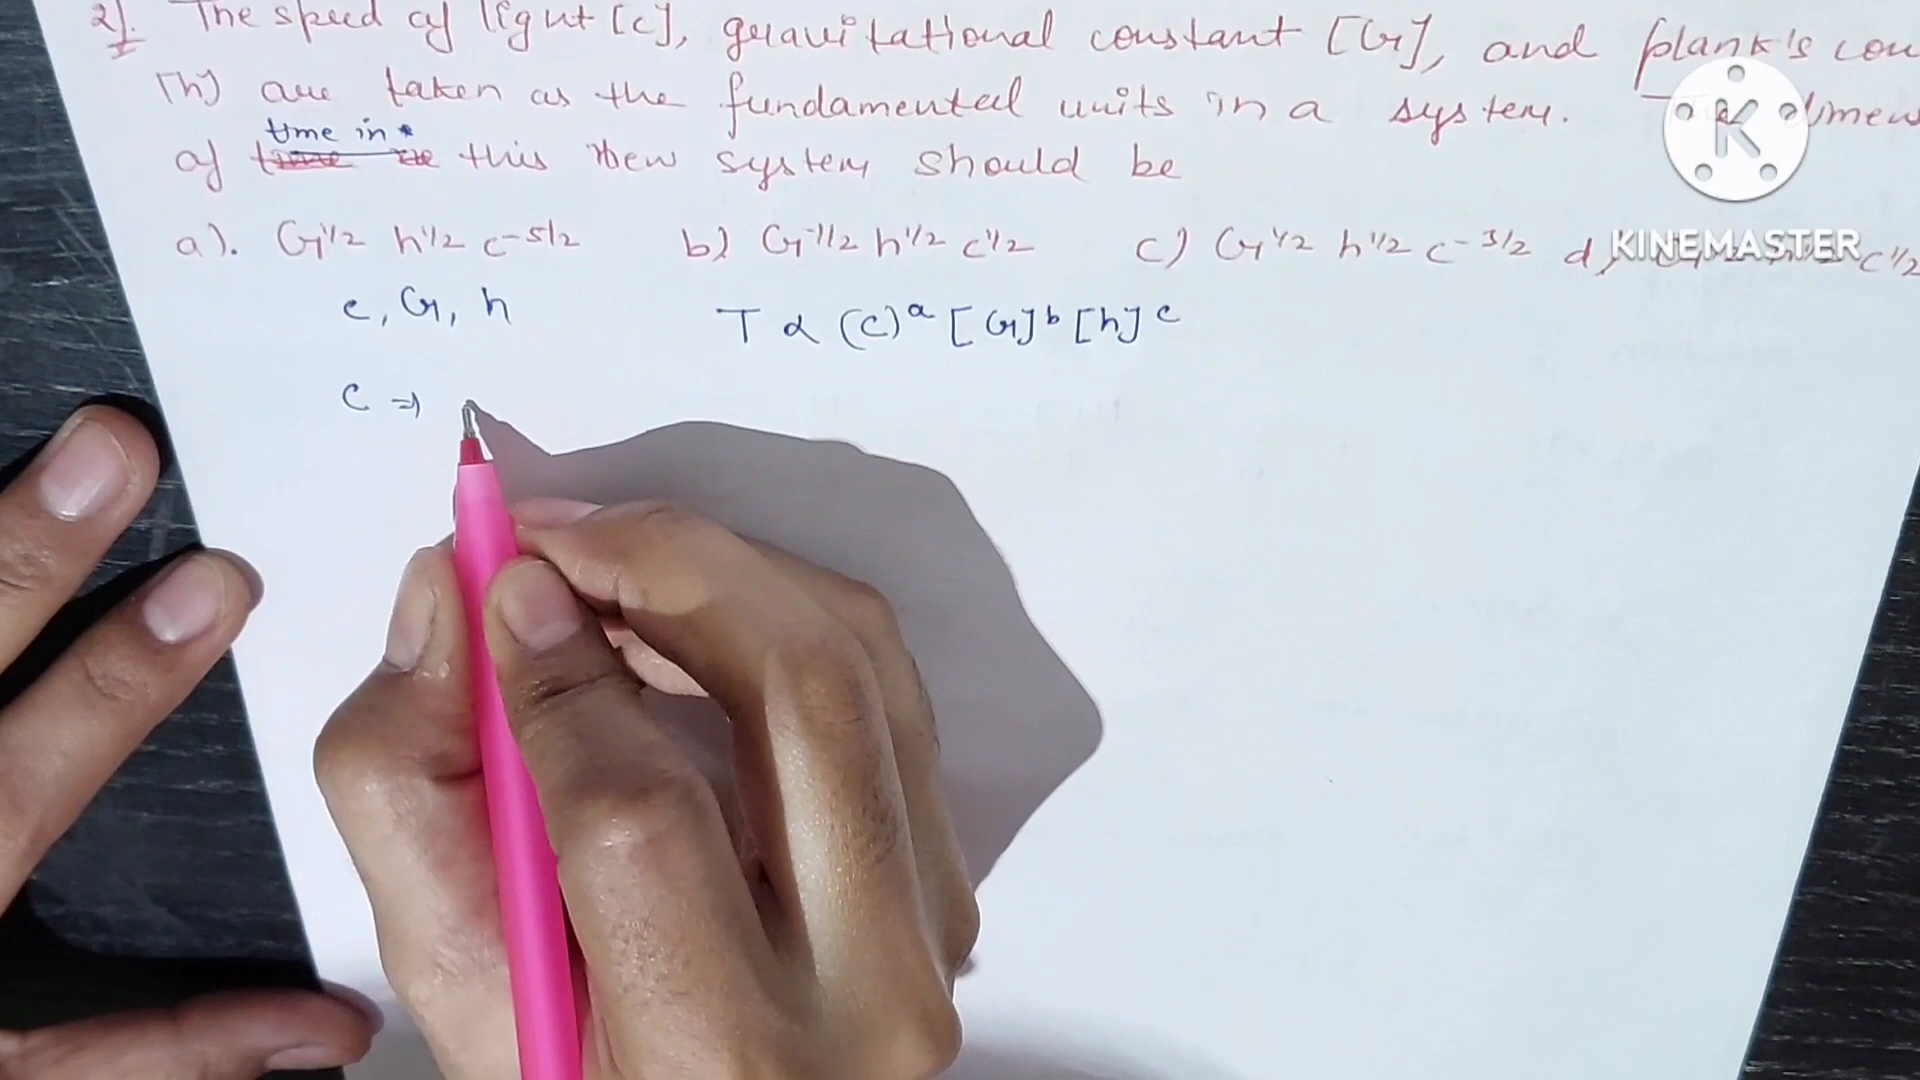 2). The speed of light [c], gravitational constant [G], and plank's con
[h] are taken as the fundamental units in a system. dimen
time in
of this new system should be
a). G^1/2 h^1/2 c^-5/2 b) G^-1/2 h^1/2 c^1/2 c) G^1/2 h^1/2 c^-3/2 d) c^1/2
KINEMASTER
c, G, h T ∝ (c)^a [G]^b [h]^c
c ⇒